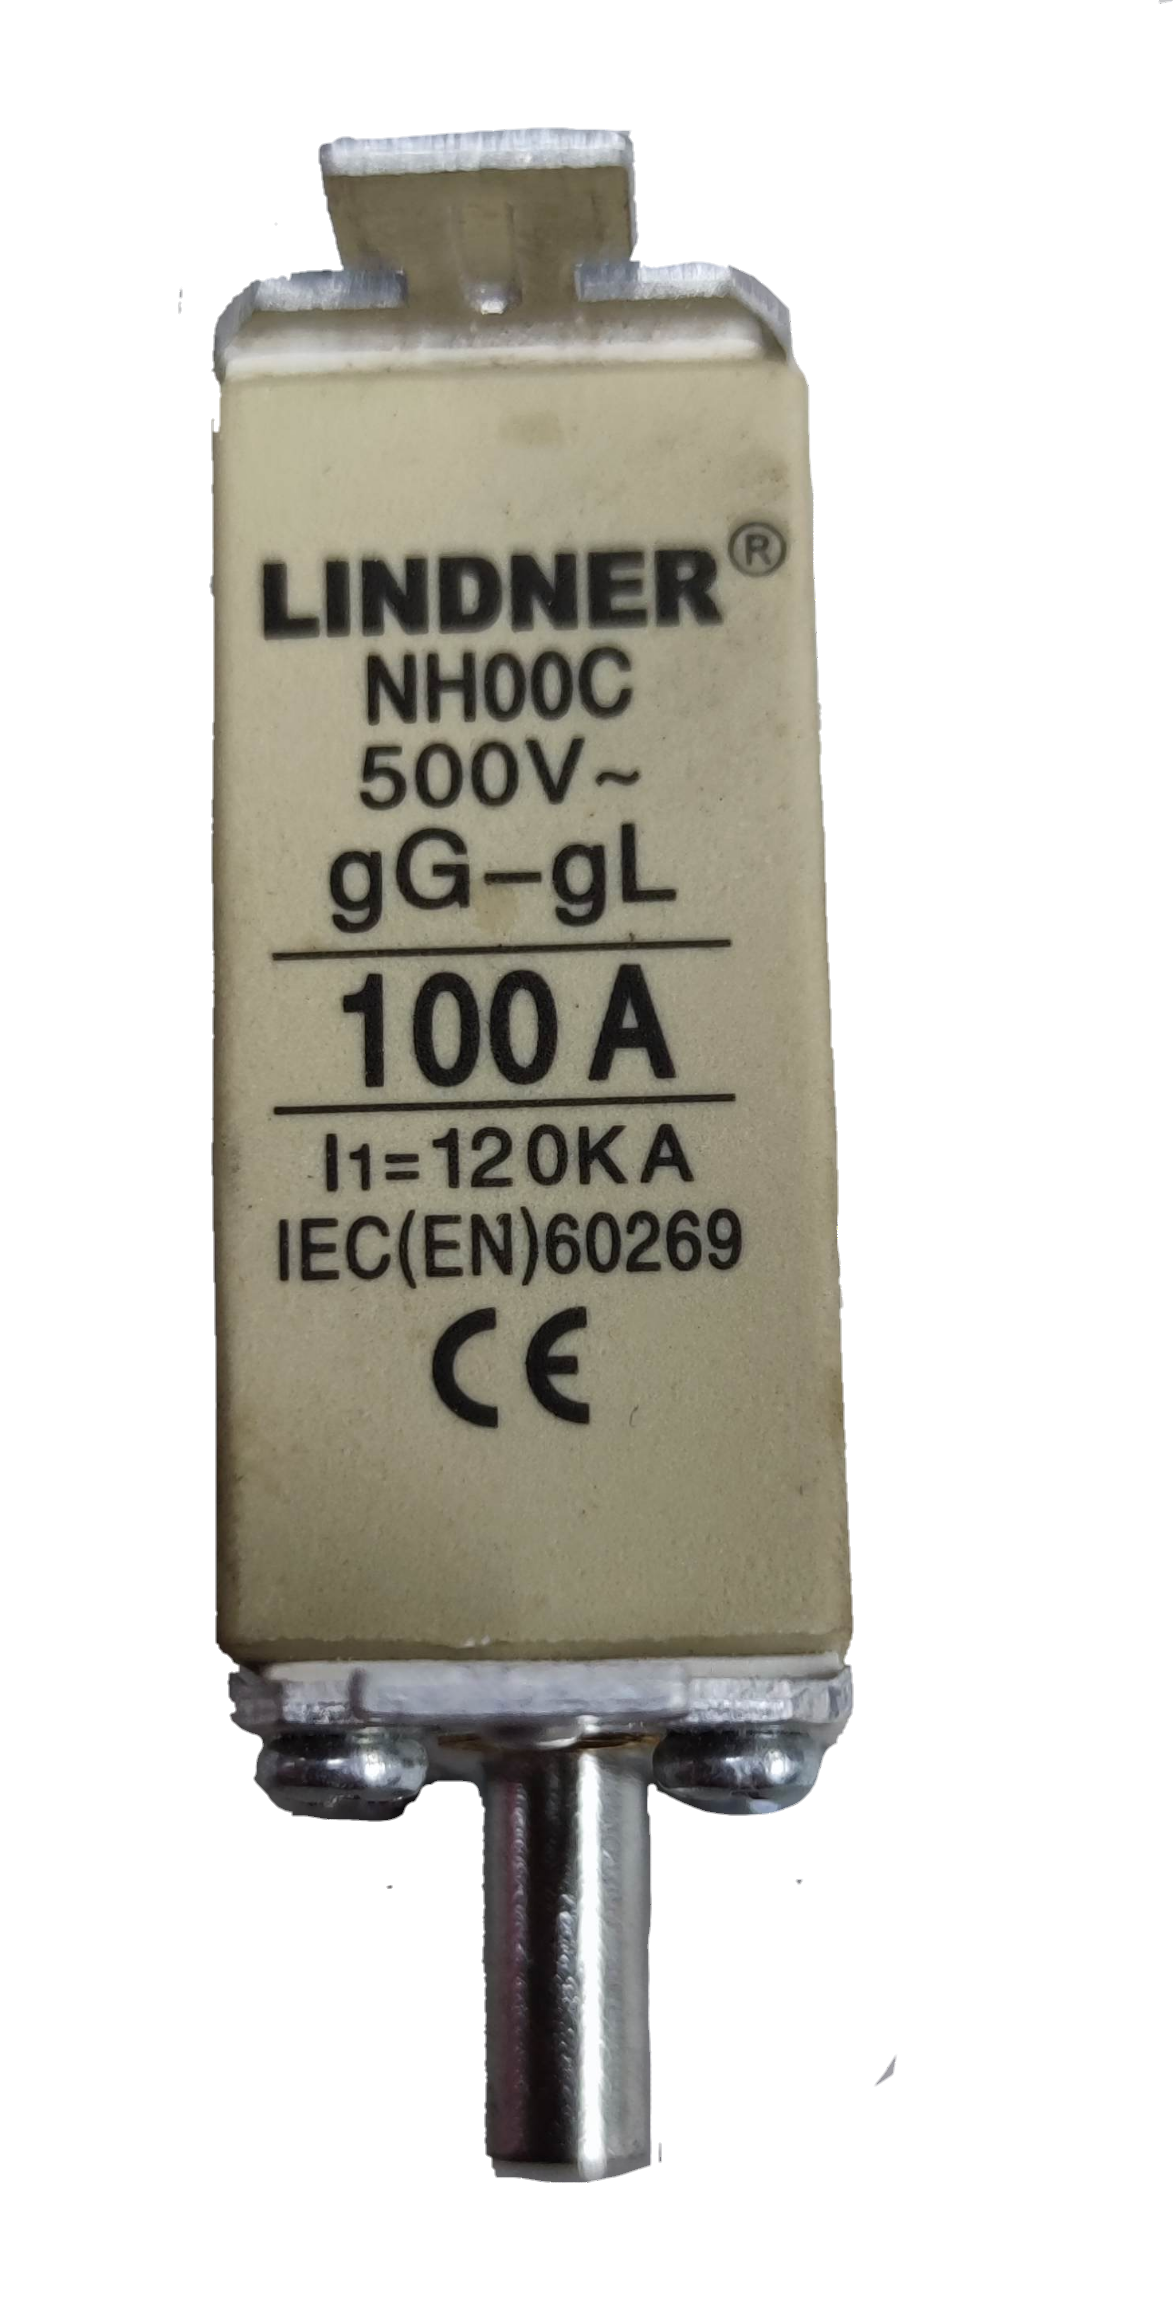 LINDNER®
NH00C
500V~
gG-gL
100 A
I1=120KA
IEC(EN)60269
CE